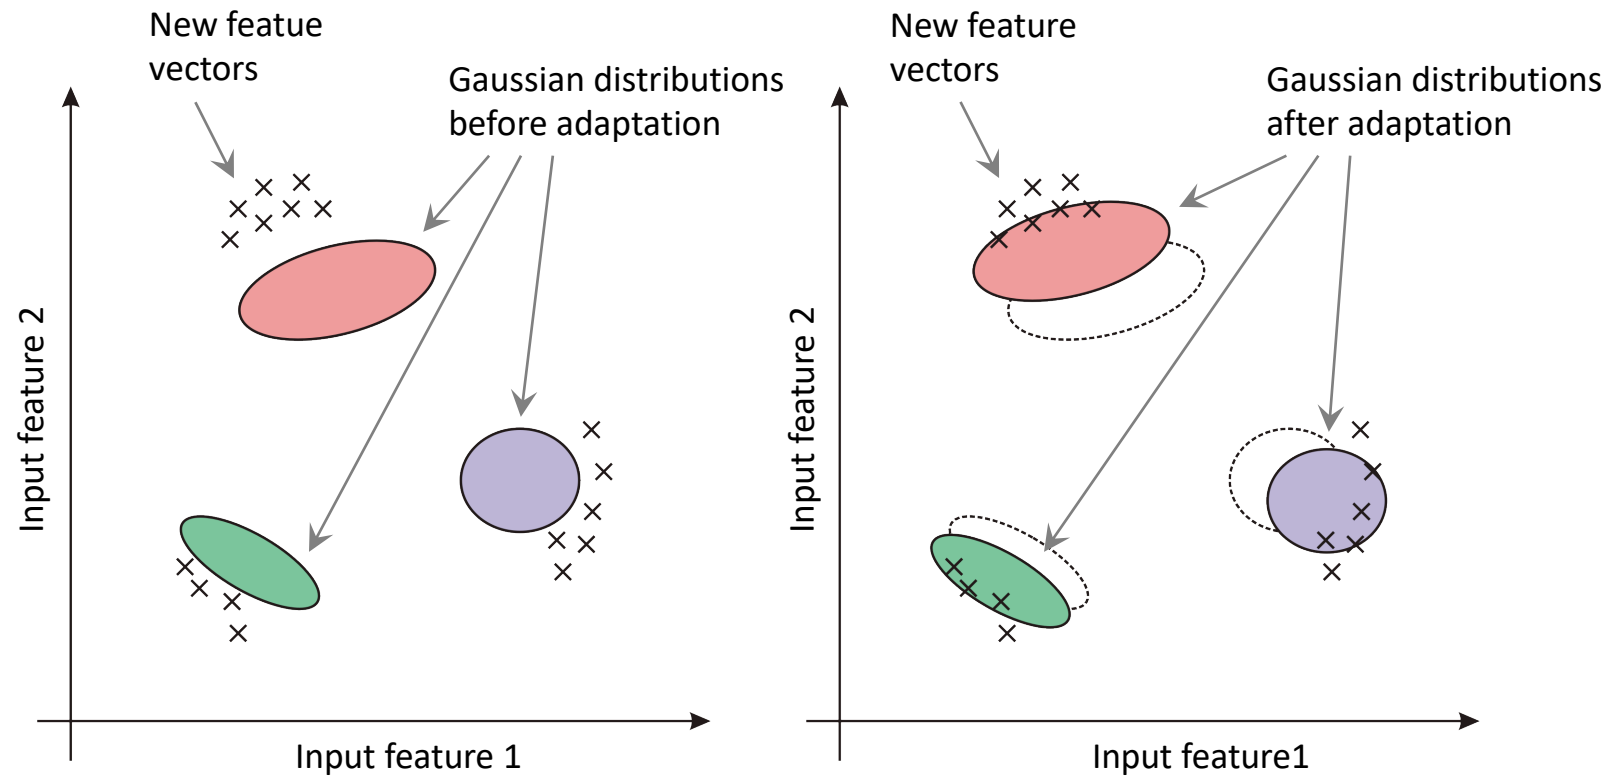 New featue
vectors
Gaussian distributions
before adaptation
Input feature 2
Input feature 1
New feature
vectors
Gaussian distributions
after adaptation
Input feature 2
Input feature1